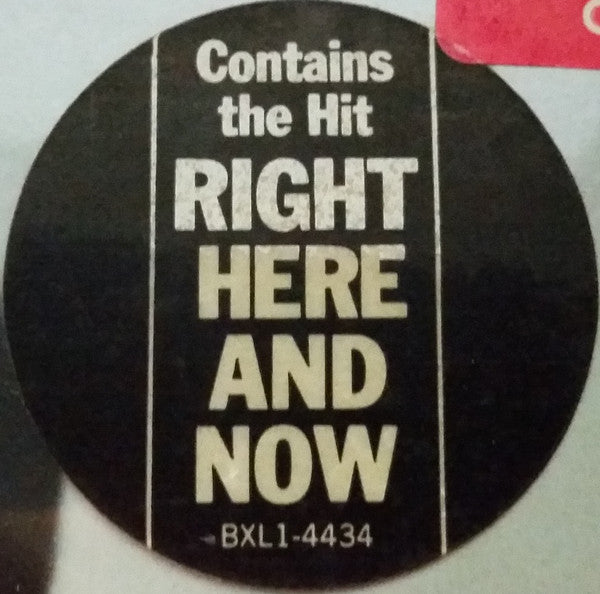 Contains
the Hit
RIGHT
HERE
AND
NOW
BXL1-4434